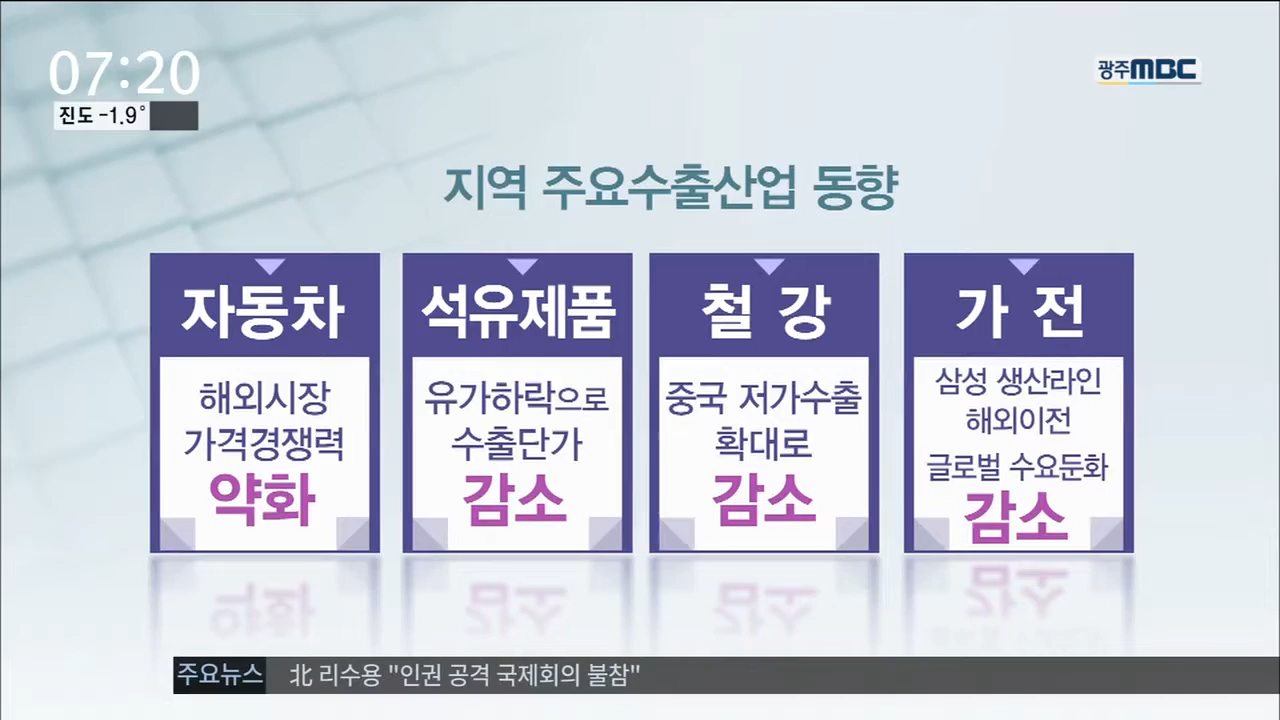 07:20
광주MBC
진도 -1.9°
지역 주요수출산업 동향
자동차
해외시장
가격경쟁력
약화
석유제품
유가하락으로
수출단가
감소
철 강
중국 저가수출
확대로
감소
가 전
삼성 생산라인
해외이전
글로벌 수요둔화
감소
주요뉴스 北 리수용 "인권 공격 국제회의 불참"